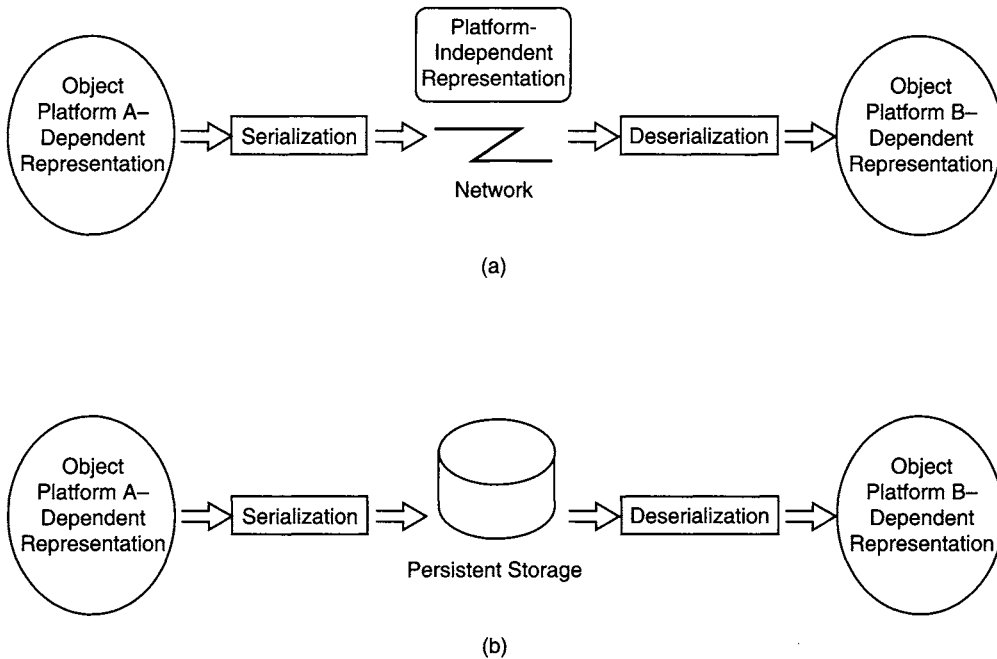 Object
Platform A–
Dependent
Representation
Serialization
Platform-
Independent
Representation
Network
Deserialization
Object
Platform B–
Dependent
Representation
(a)
Object
Platform A–
Dependent
Representation
Serialization
Persistent Storage
Deserialization
Object
Platform B–
Dependent
Representation
(b)